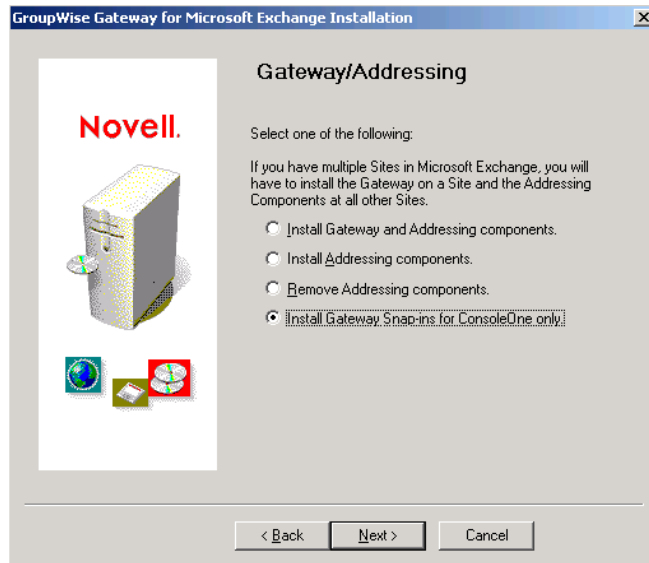 GroupWise Gateway for Microsoft Exchange Installation
Gateway/Addressing
Novell.
Select one of the following:
If you have multiple Sites in Microsoft Exchange, you will
have to install the Gateway on a Site and the Addressing
Components at all other Sites.
Install Gateway and Addressing components.
Install Addressing components.
Remove Addressing components.
Install Gateway Snap-ins for ConsoleOne only.
< Back
Next >
Cancel